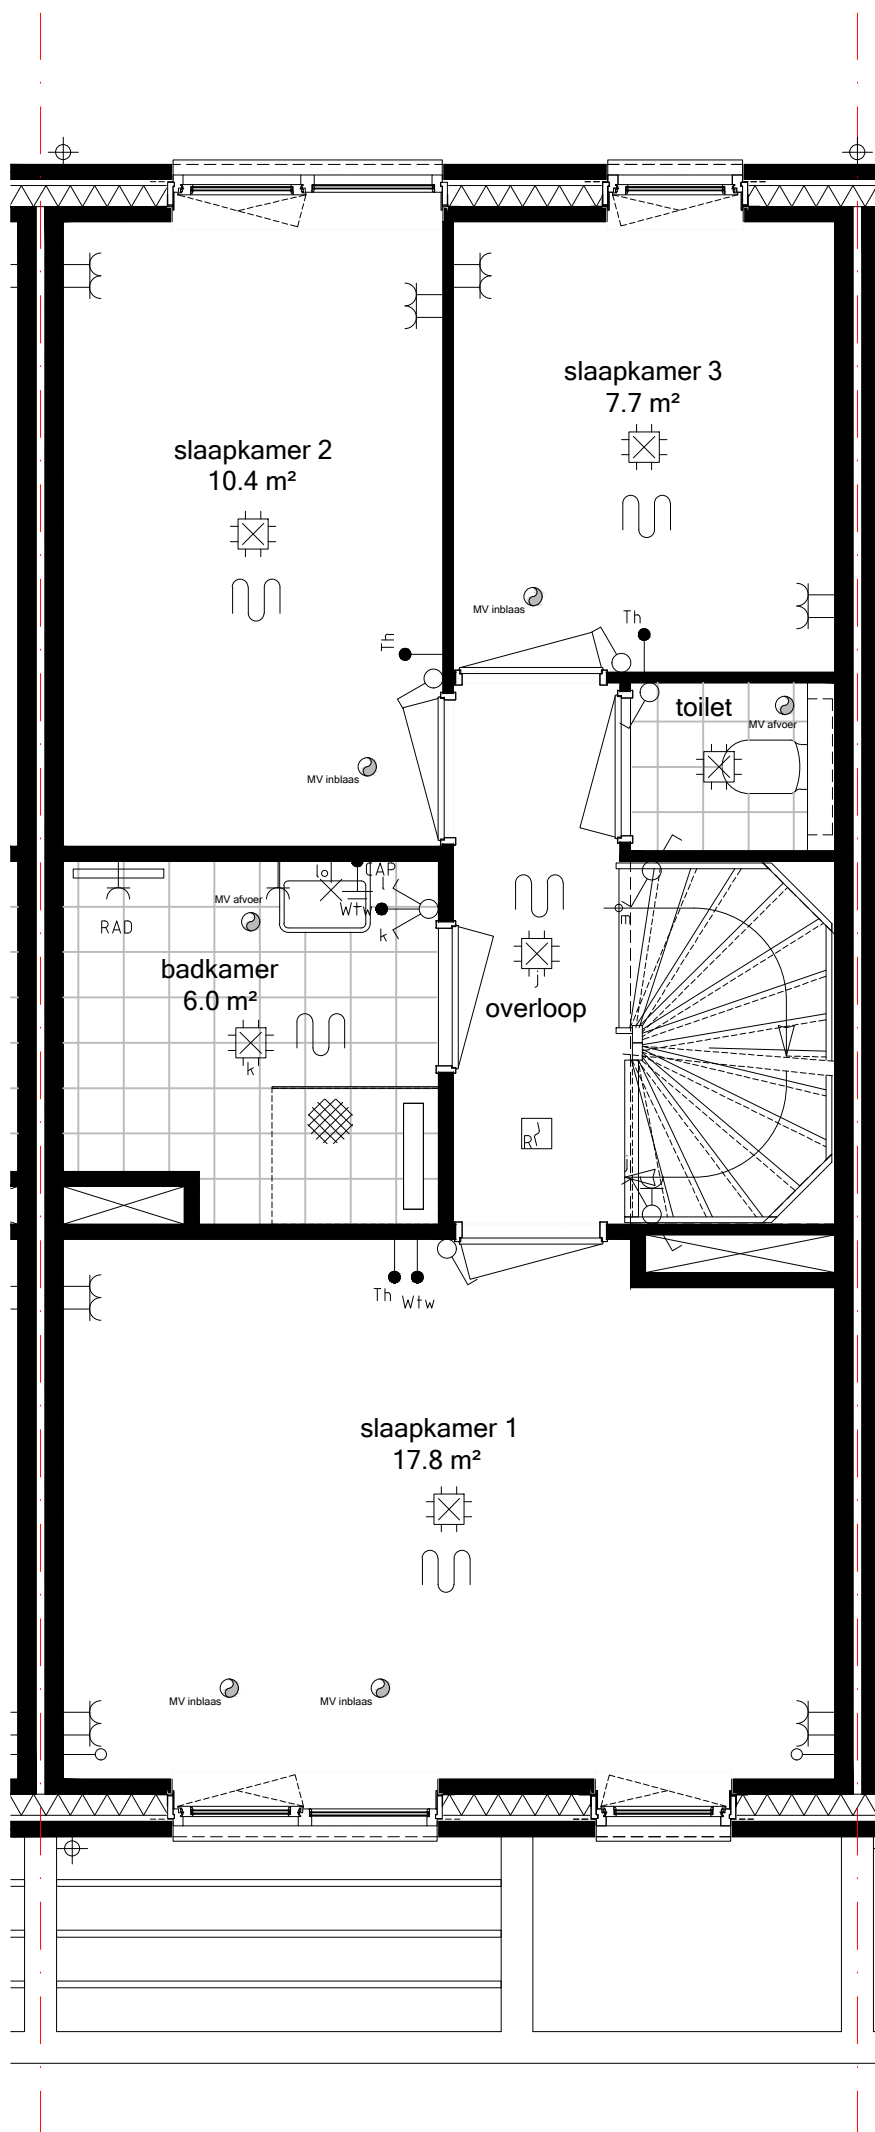 slaapkamer 3
7.7 m²
slaapkamer 2
10.4 m²
MV inblaas
Th
Th
toilet
MV afvoer
MV inblaas
lo
CAP
l
Wtw
k
MV afvoer
RAD
badkamer
6.0 m²
k
m
j
overloop
R
j
Th
Wtw
slaapkamer 1
17.8 m²
MV inblaas
MV inblaas